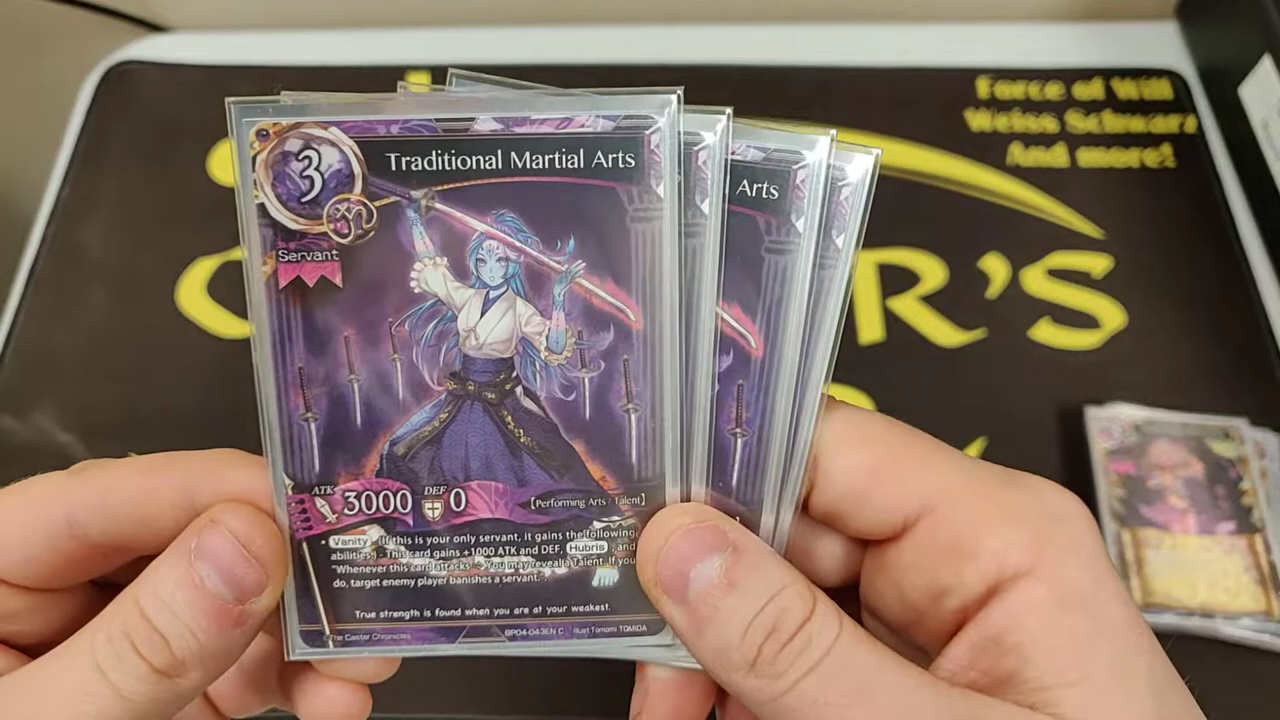 Force of Will
Weiss Schwarz
And more!
R'S
3
Traditional Martial Arts
Arts
Servant
ATK 3000 DEF 0
[Performing Arts / Talent]
• Vanity (If this is your only servant, it gains the following
abilities.) - This card gains +1000 ATK and DEF, Hubris, and
"Whenever this card attacks ⇒ You may reveal a Talent. If you
do, target enemy player banishes a servant."
True strength is found when you are at your weakest.
©The Caster Chronicles
BP04-043EN C
Illust.Tomomi TOMIDA